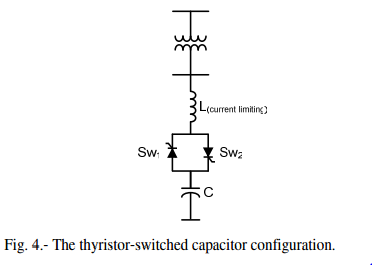 L(current limiting)
Sw1 Sw2
C
Fig. 4.- The thyristor-switched capacitor configuration.